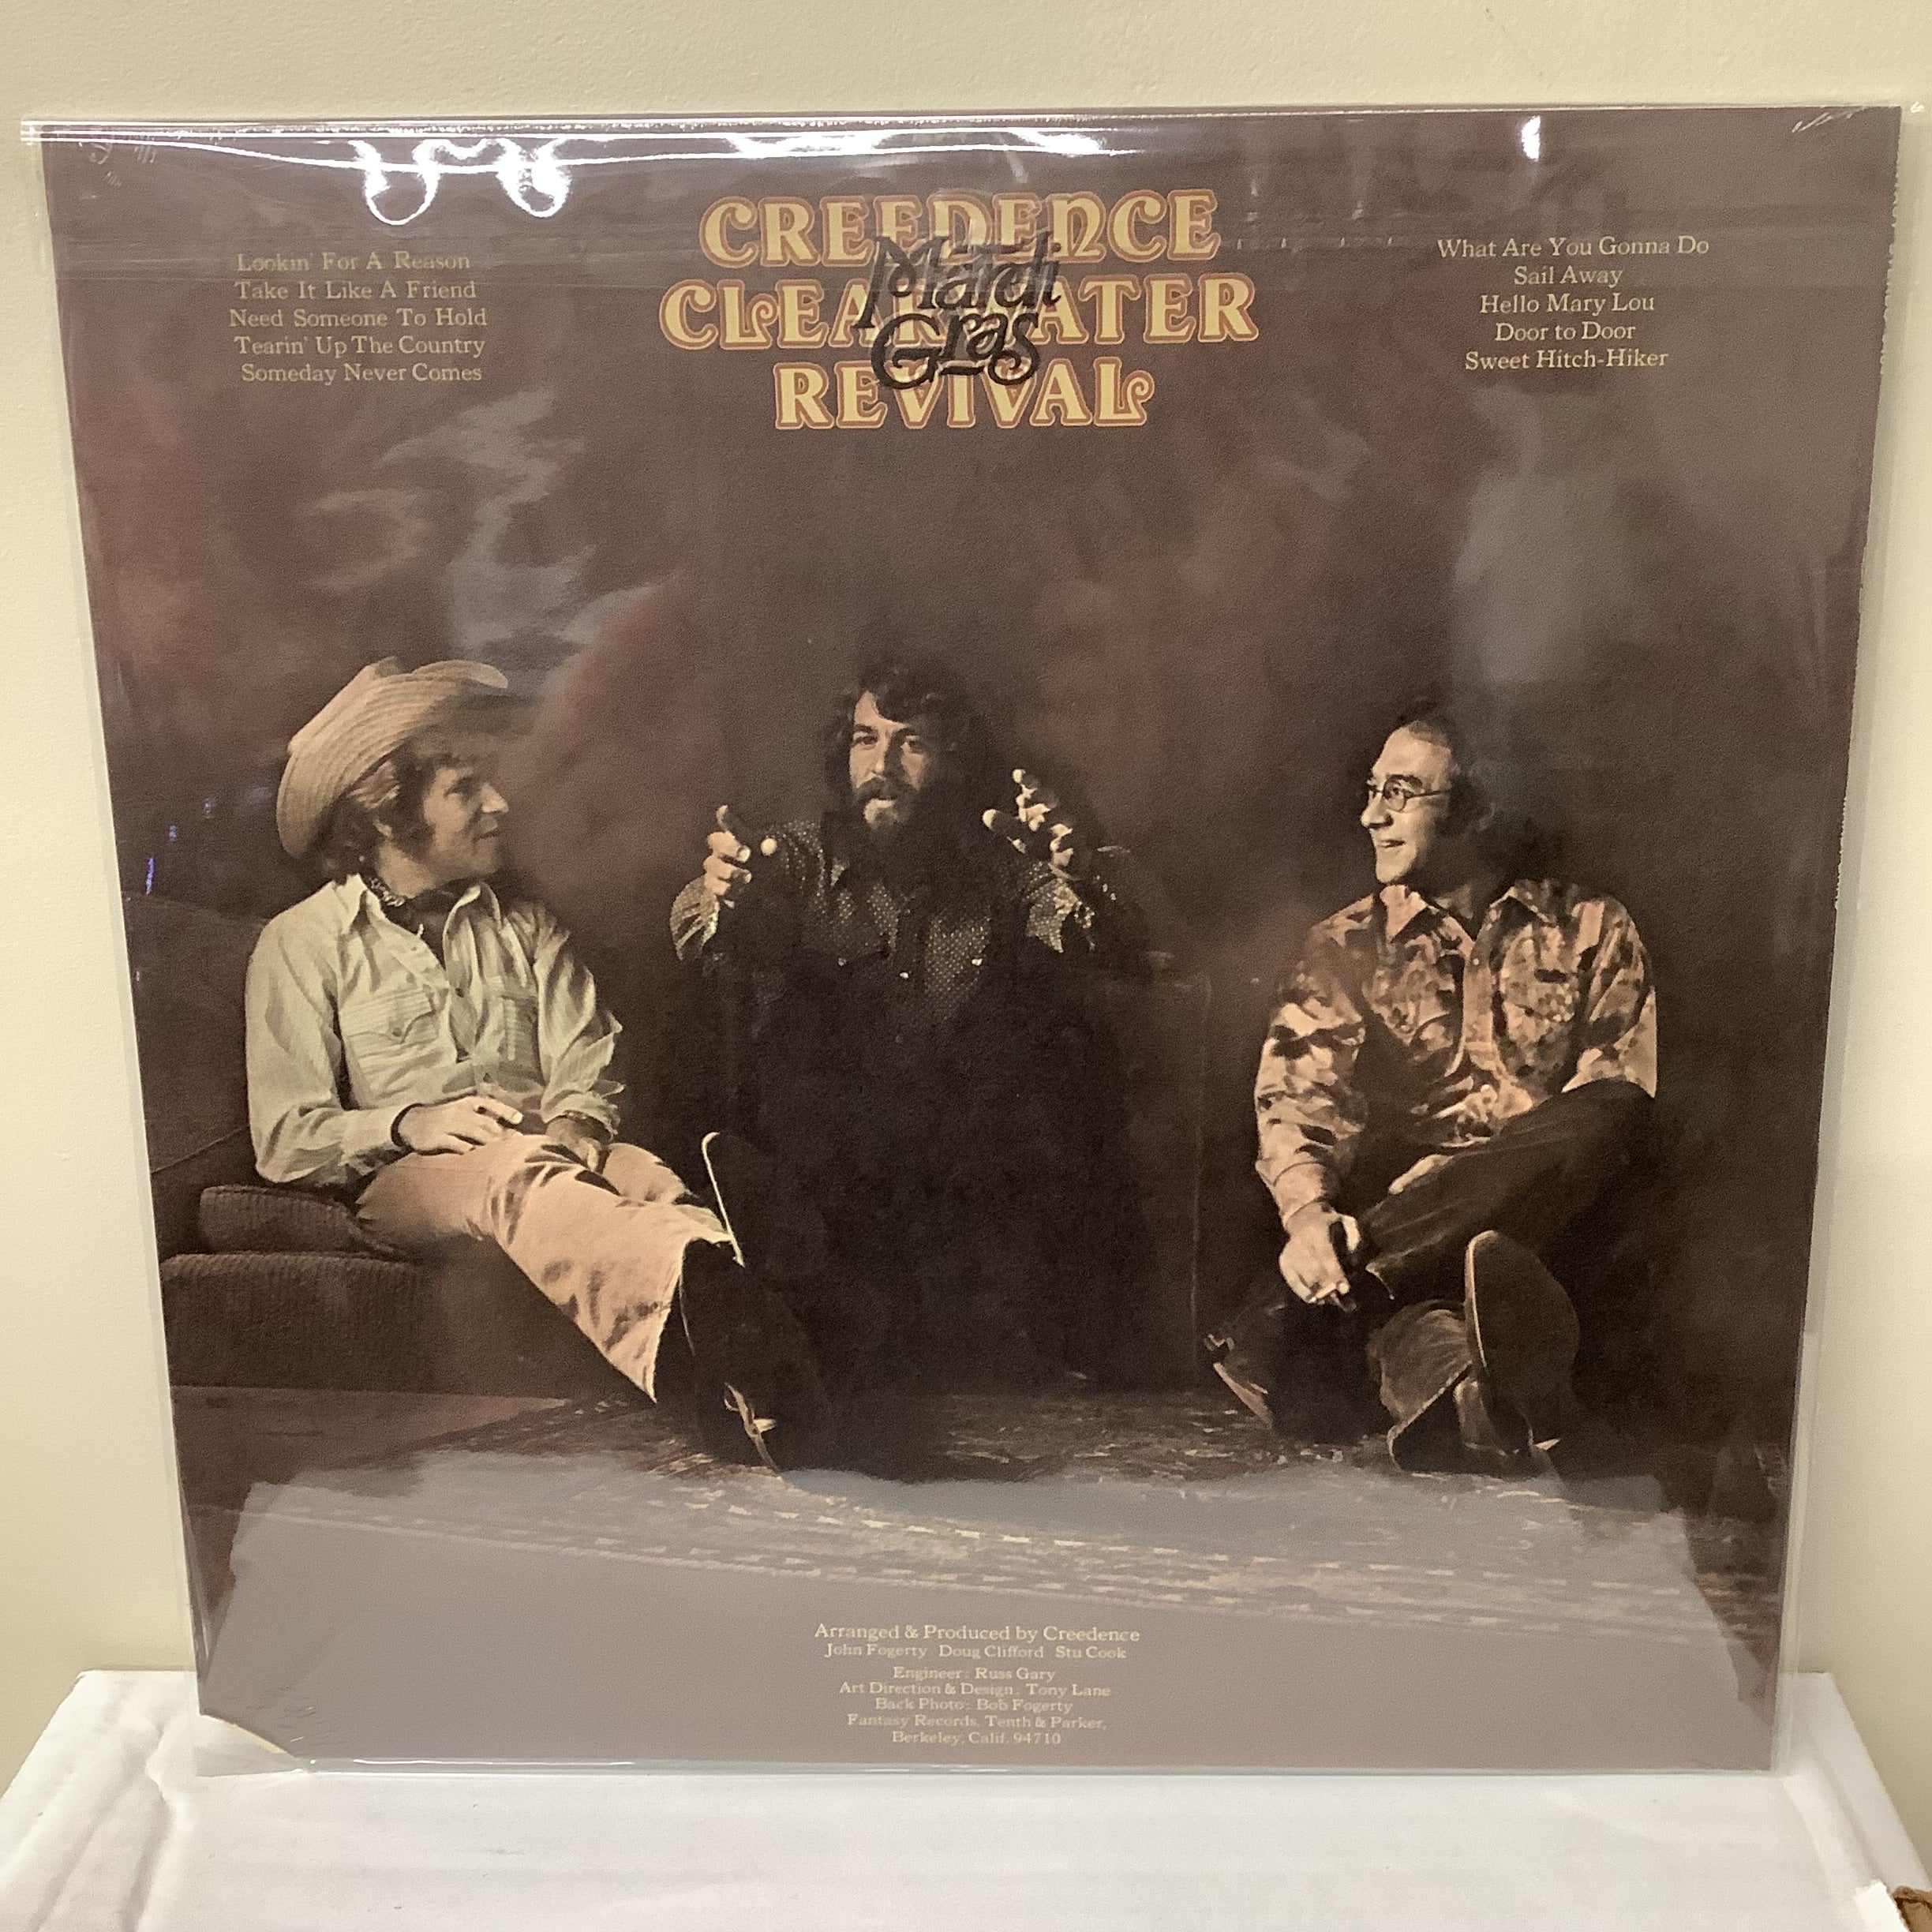 CREEDENCE
CLEARWATER
REVIVAL
Mardi
Gras
Lookin' For A Reason
Take It Like A Friend
Need Someone To Hold
Tearin' Up The Country
Someday Never Comes
What Are You Gonna Do
Sail Away
Hello Mary Lou
Door to Door
Sweet Hitch-Hiker
Arranged & Produced by Creedence
John Fogerty Doug Clifford Stu Cook
Engineer: Russ Gary
Art Direction & Design: Tony Lane
Back Photo: Bob Fogerty
Fantasy Records, Tenth & Parker,
Berkeley, Calif. 94710